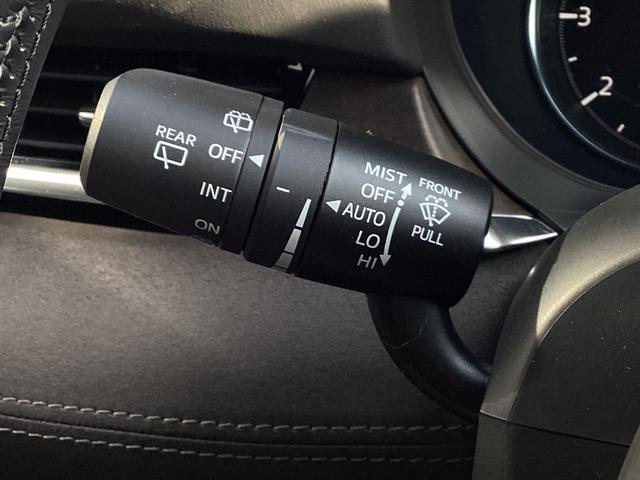 REAR
OFF
INT
ON
MIST
OFF
AUTO
LO
HI
FRONT
PULL
3
2